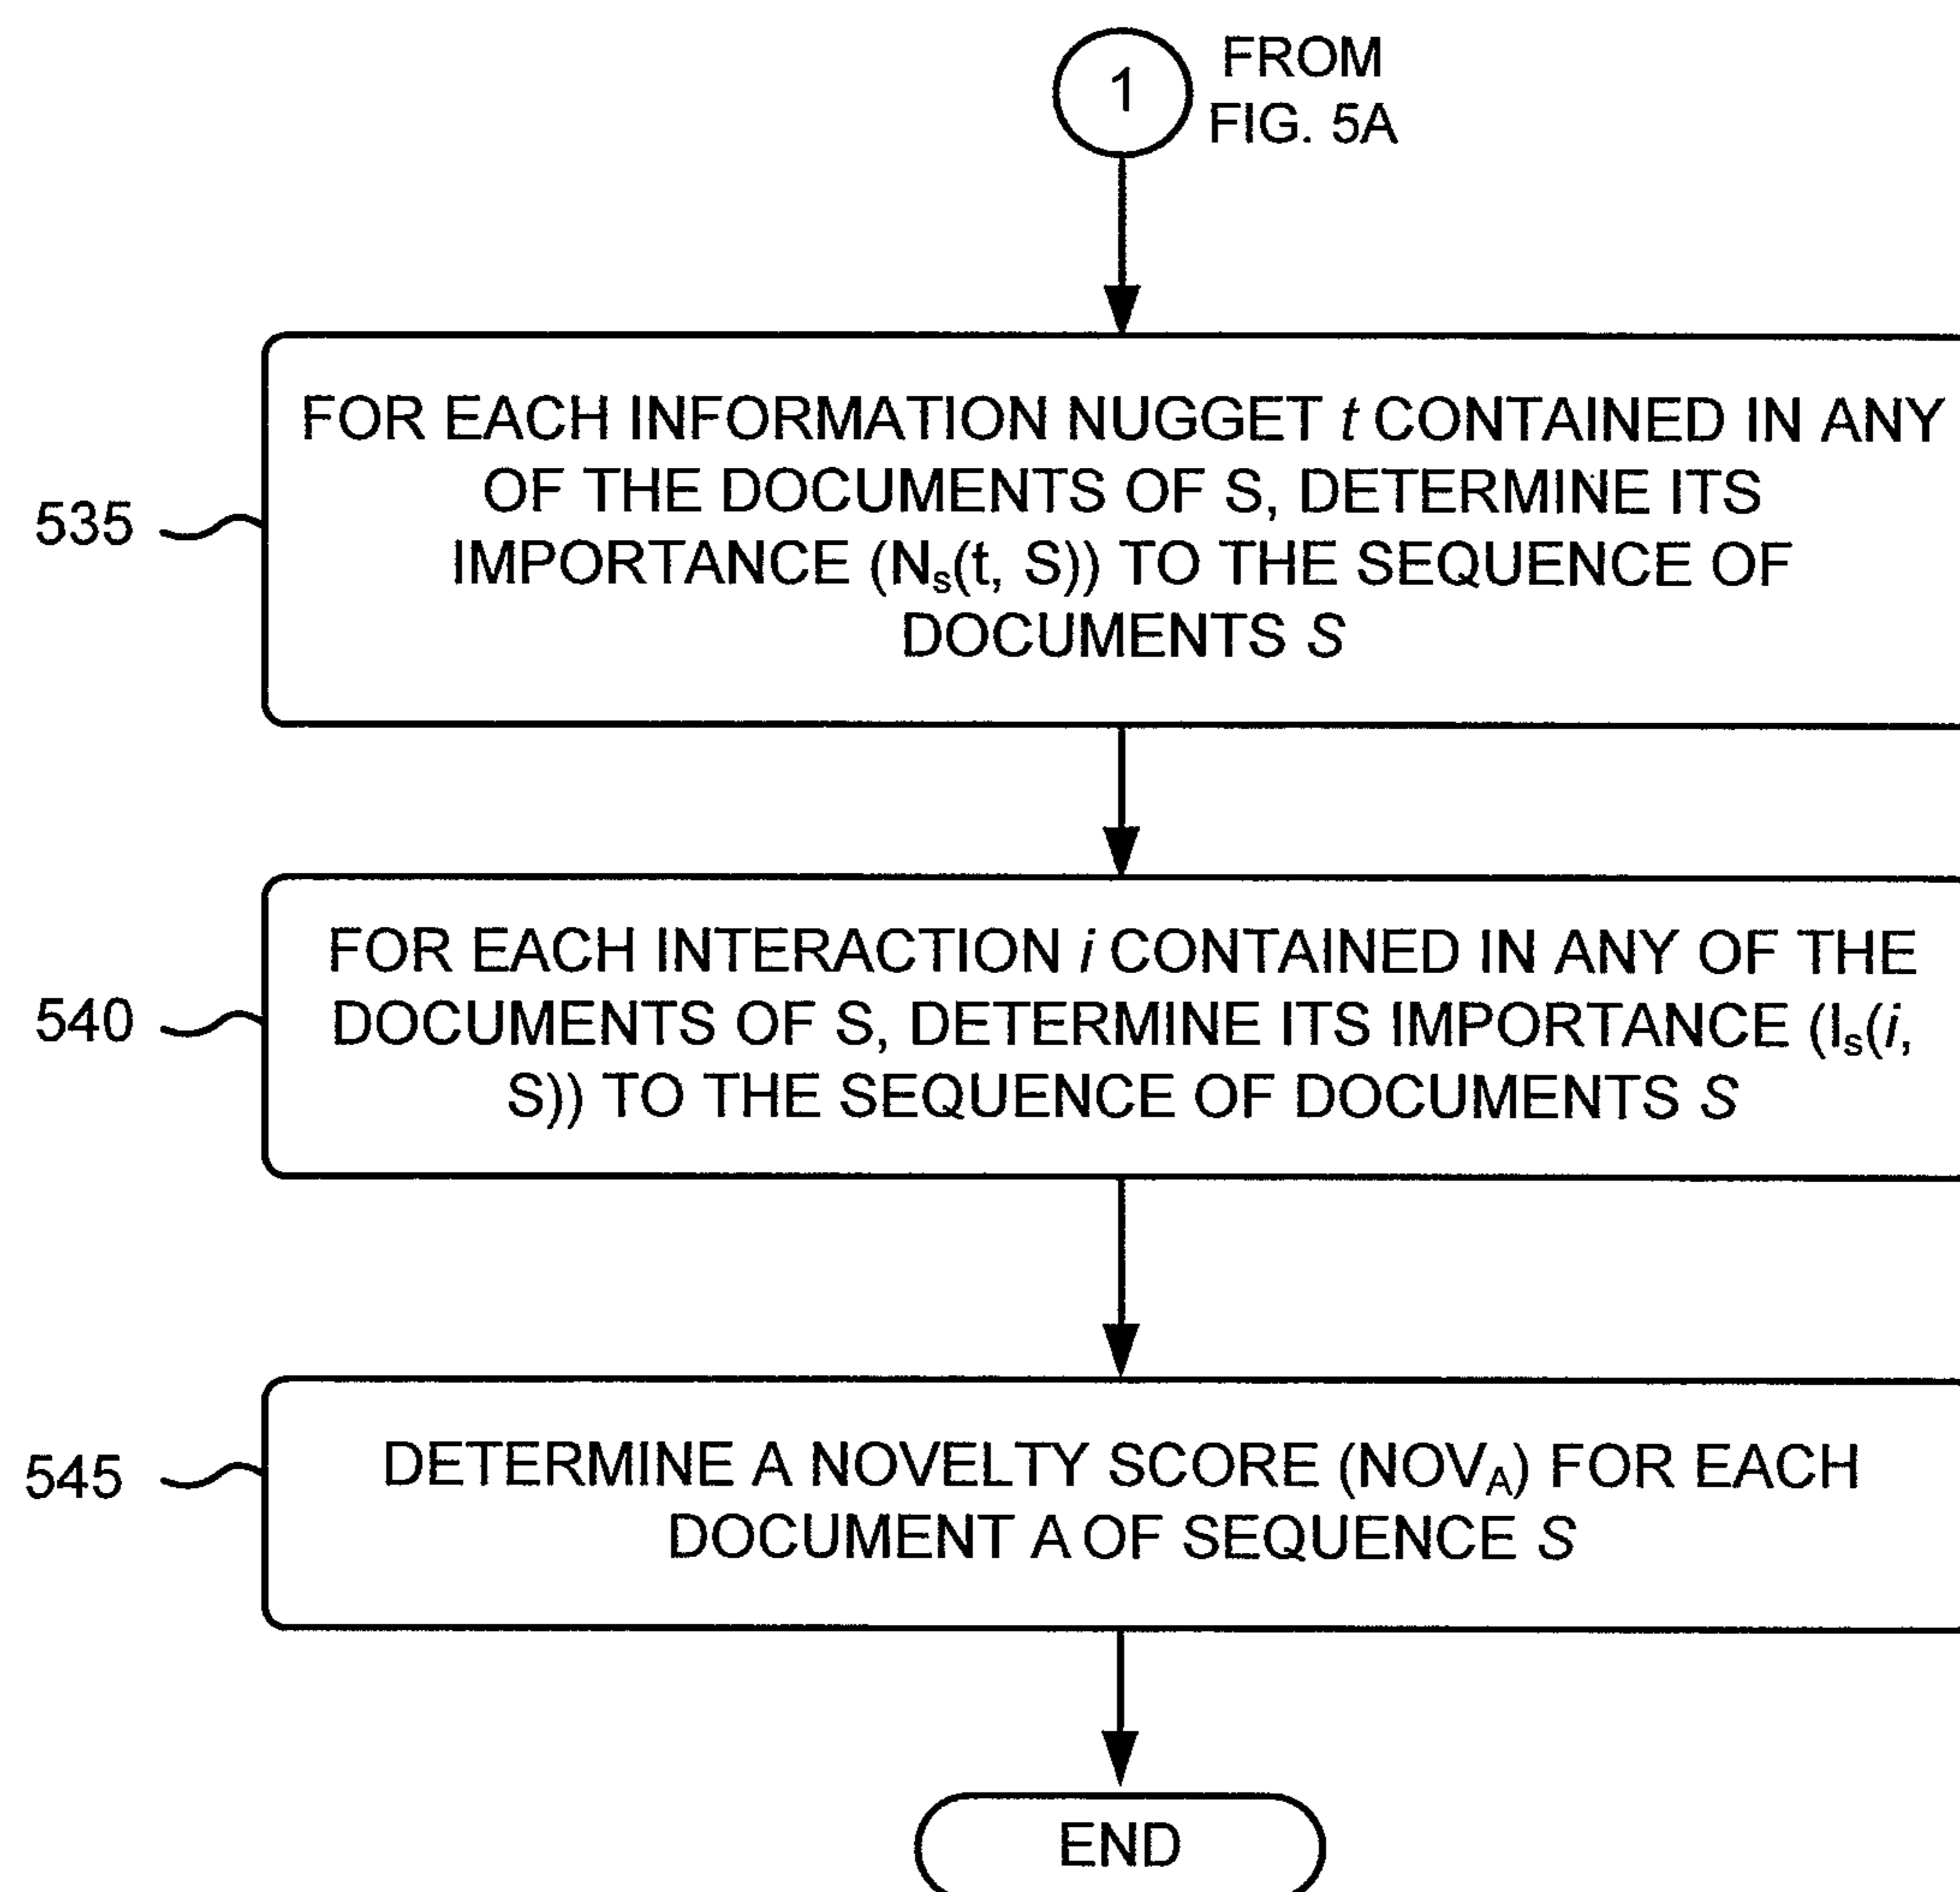 1
FROM
FIG. 5A
FOR EACH INFORMATION NUGGET t CONTAINED IN ANY
OF THE DOCUMENTS OF S, DETERMINE ITS
IMPORTANCE (Ns(t, S)) TO THE SEQUENCE OF
DOCUMENTS S
535
FOR EACH INTERACTION i CONTAINED IN ANY OF THE
DOCUMENTS OF S, DETERMINE ITS IMPORTANCE (Is(i,
S)) TO THE SEQUENCE OF DOCUMENTS S
540
DETERMINE A NOVELTY SCORE (NOVA) FOR EACH
DOCUMENT A OF SEQUENCE S
545
END